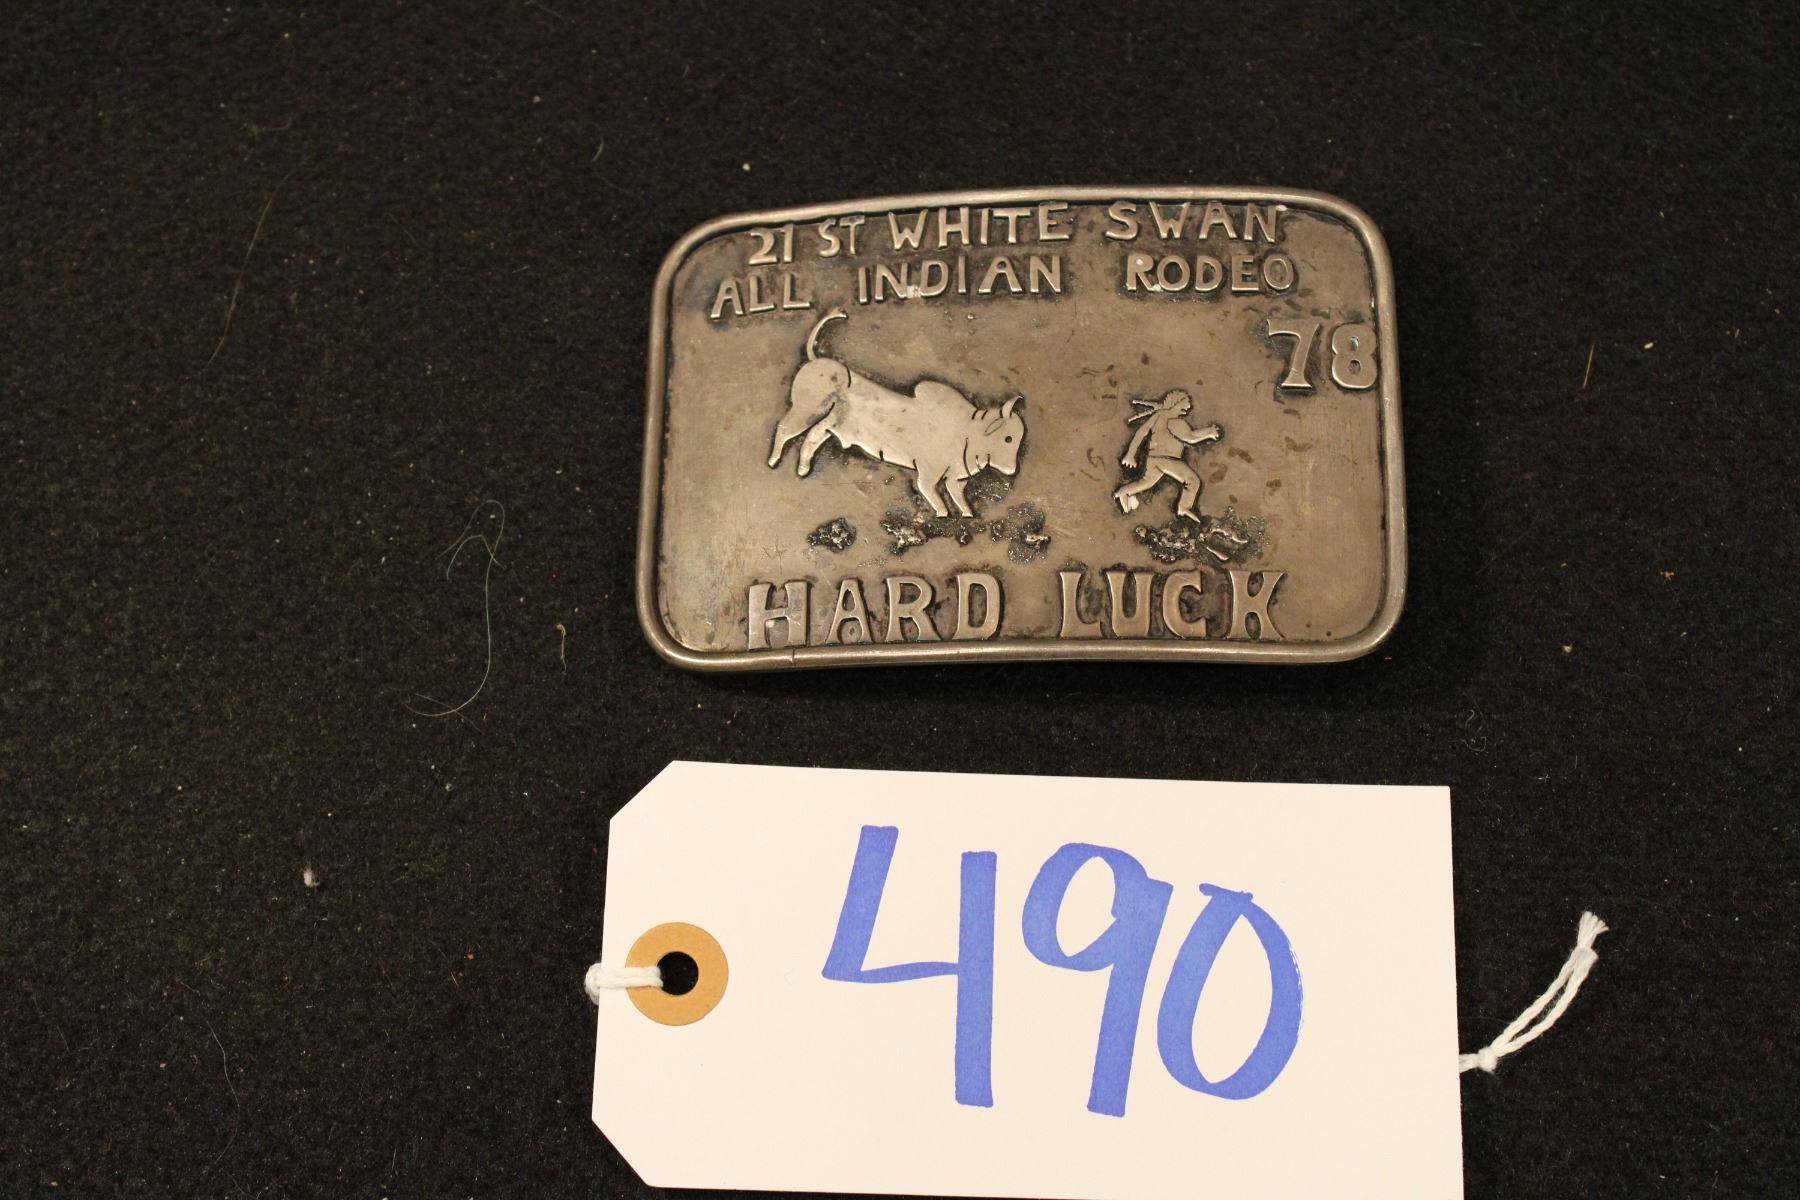 21 ST WHITE SWAN
ALL INDIAN RODEO
78
HARD LUCK
490